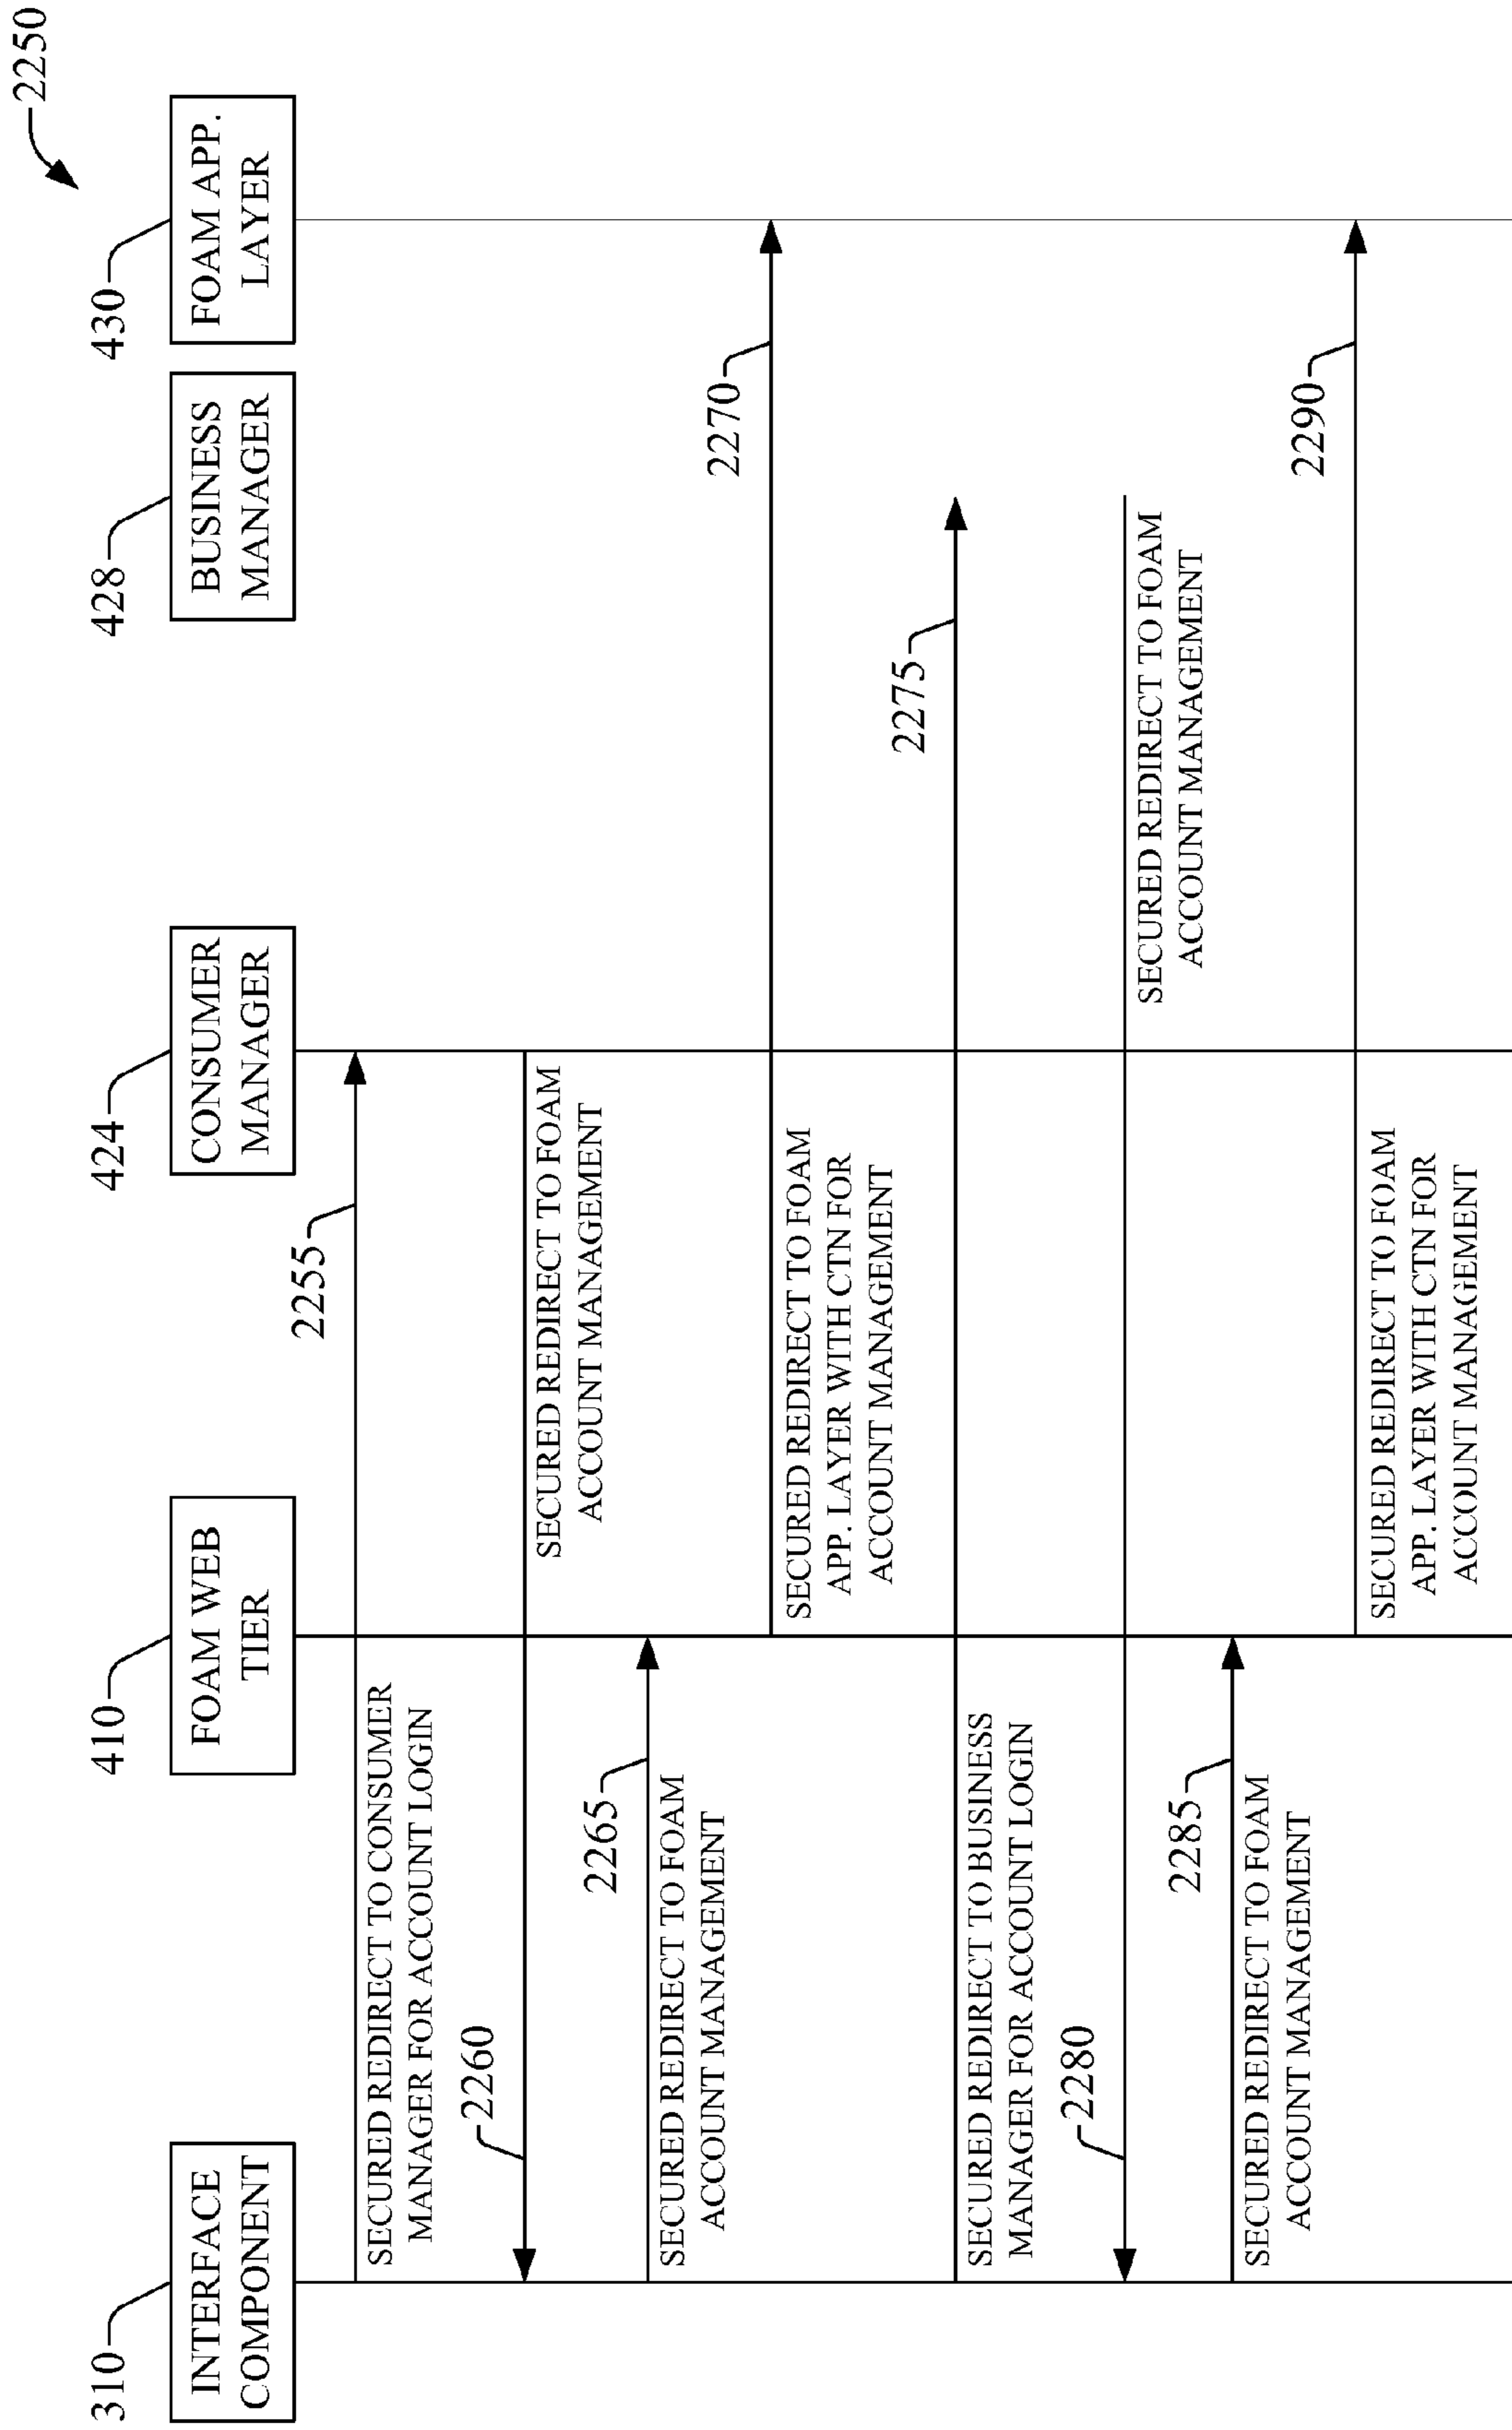 2250
310
410
424
428
430
INTERFACE
COMPONENT
FOAM WEB
TIER
CONSUMER
MANAGER
BUSINESS
MANAGER
FOAM APP.
LAYER
2255
SECURED REDIRECT TO CONSUMER
MANAGER FOR ACCOUNT LOGIN
2260
SECURED REDIRECT TO FOAM
ACCOUNT MANAGEMENT
2265
SECURED REDIRECT TO FOAM
ACCOUNT MANAGEMENT
2270
SECURED REDIRECT TO FOAM
APP. LAYER WITH CTN FOR
ACCOUNT MANAGEMENT
2275
SECURED REDIRECT TO BUSINESS
MANAGER FOR ACCOUNT LOGIN
2280
SECURED REDIRECT TO FOAM
ACCOUNT MANAGEMENT
2285
SECURED REDIRECT TO FOAM
ACCOUNT MANAGEMENT
2290
SECURED REDIRECT TO FOAM
APP. LAYER WITH CTN FOR
ACCOUNT MANAGEMENT